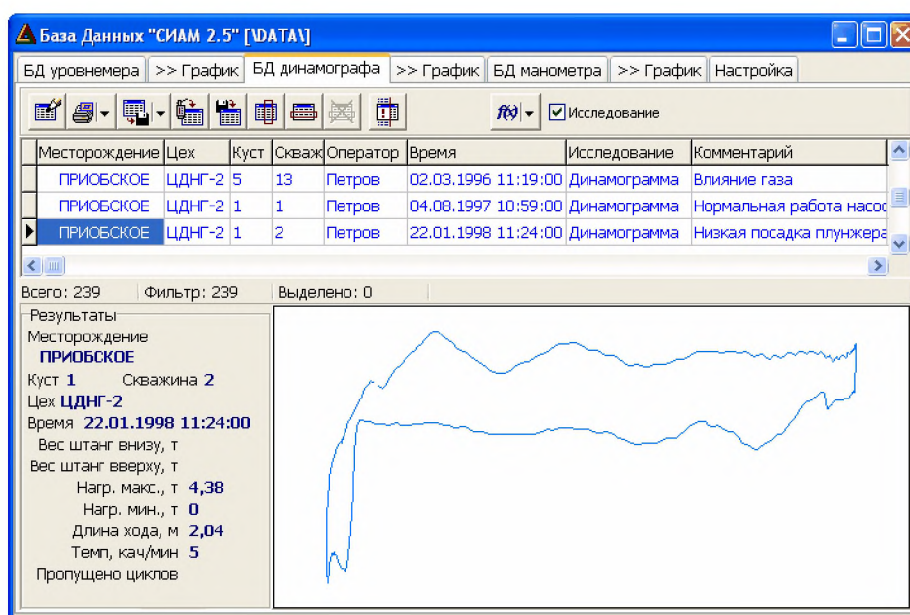 База Данных "СИАМ 2.5" [\DATA\]
БД уровнемера >> График БД динамографа >> График БД манометра >> График Настройка
f(x) Исследование
Месторождение Цех Куст Скваж Оператор Время Исследование Комментарий
ПРИОБСКОЕ ЦДНГ-2 5 13 Петров 02.03.1996 11:19:00 Динамограмма Влияние газа
ПРИОБСКОЕ ЦДНГ-2 1 1 Петров 04.08.1997 10:59:00 Динамограмма Нормальная работа насос
ПРИОБСКОЕ ЦДНГ-2 1 2 Петров 22.01.1998 11:24:00 Динамограмма Низкая посадка плунжера
Всего: 239 Фильтр: 239 Выделено: 0
Результаты
Месторождение
ПРИОБСКОЕ
Куст 1 Скважина 2
Цех ЦДНГ-2
Время 22.01.1998 11:24:00
Вес штанг внизу, т
Вес штанг вверху, т
Нагр. макс., т 4,38
Нагр. мин., т 0
Длина хода, м 2,04
Темп, кач/мин 5
Пропущено циклов